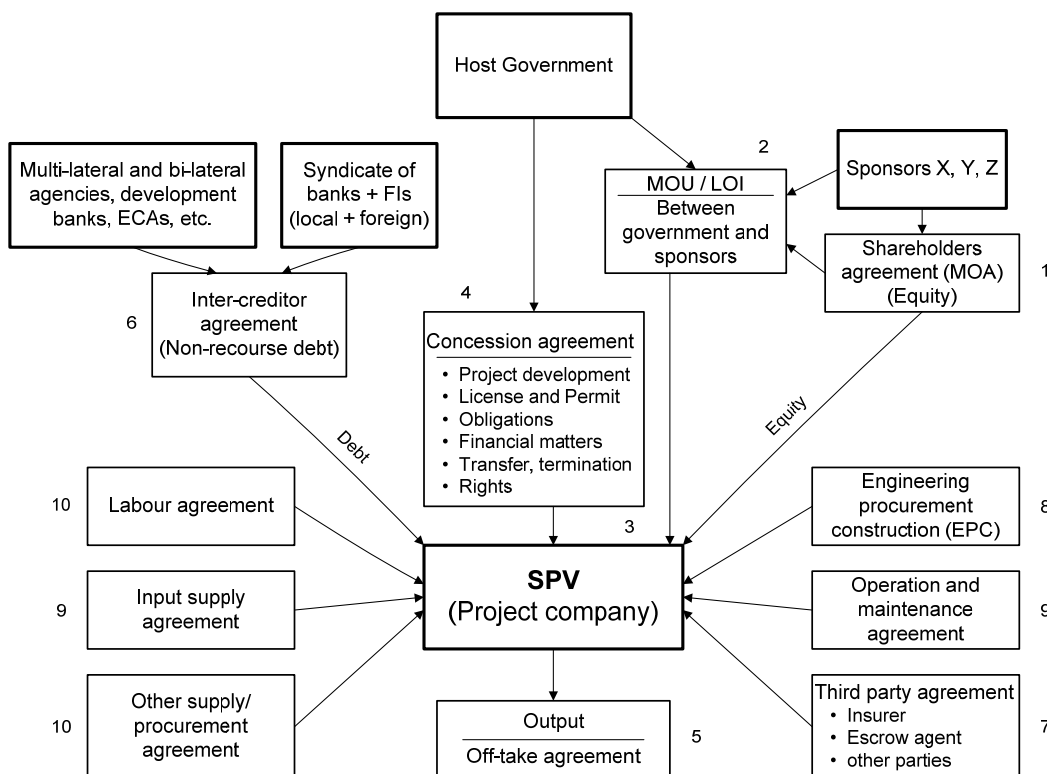 Host Government
2
Multi-lateral and bi-lateral
agencies, development
banks, ECAs, etc.
Syndicate of
banks + FIs
(local + foreign)
MOU / LOI
Between
government and
sponsors
Sponsors X, Y, Z
Shareholders
agreement (MOA)
(Equity)
1
6
Inter-creditor
agreement
(Non-recourse debt)
4
Concession agreement
• Project development
• License and Permit
• Obligations
• Financial matters
• Transfer, termination
• Rights
Debt
Equity
10
Labour agreement
3
Engineering
procurement
construction (EPC)
8
SPV
(Project company)
9
Input supply
agreement
Operation and
maintenance
agreement
9
10
Other supply/
procurement
agreement
Output
Off-take agreement
5
Third party agreement
• Insurer
• Escrow agent
• other parties
7